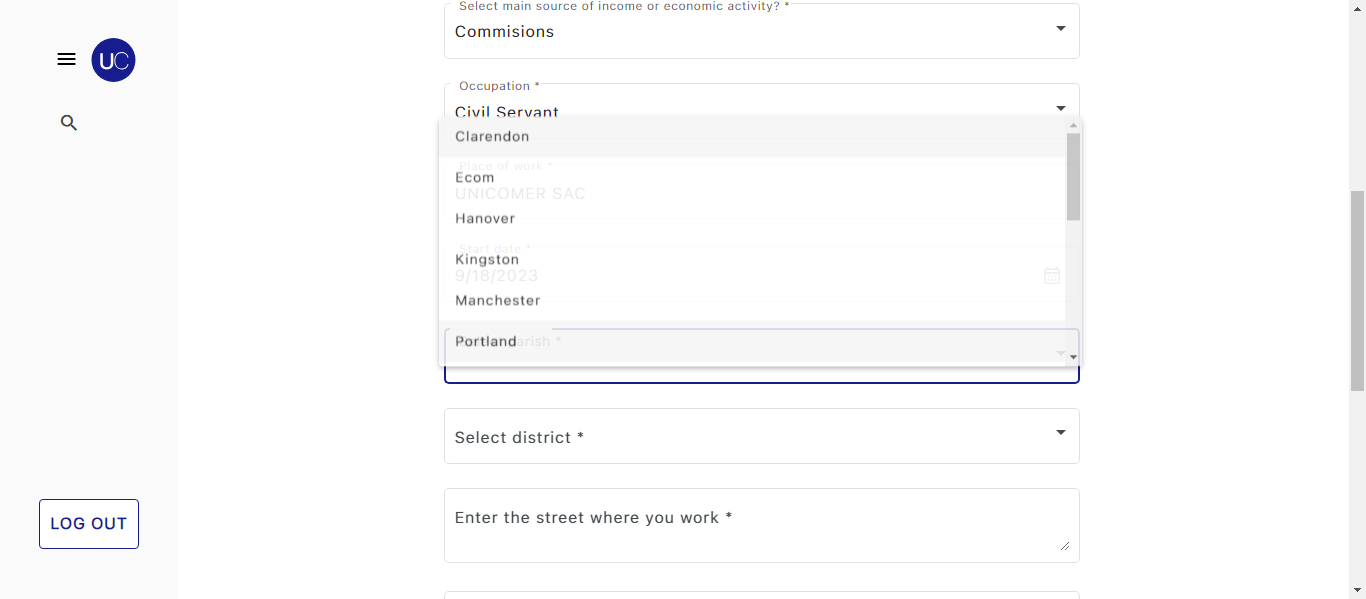 Select main source of income or economic activity? *
Commisions
UC
Occupation *
Civil Servant
Clarendon
Place of work *
Ecom
UNICOMER SAC
Hanover
Start date *
Kingston
9/18/2023
Manchester
Portland
arish *
Select district *
Enter the street where you work *
LOG OUT